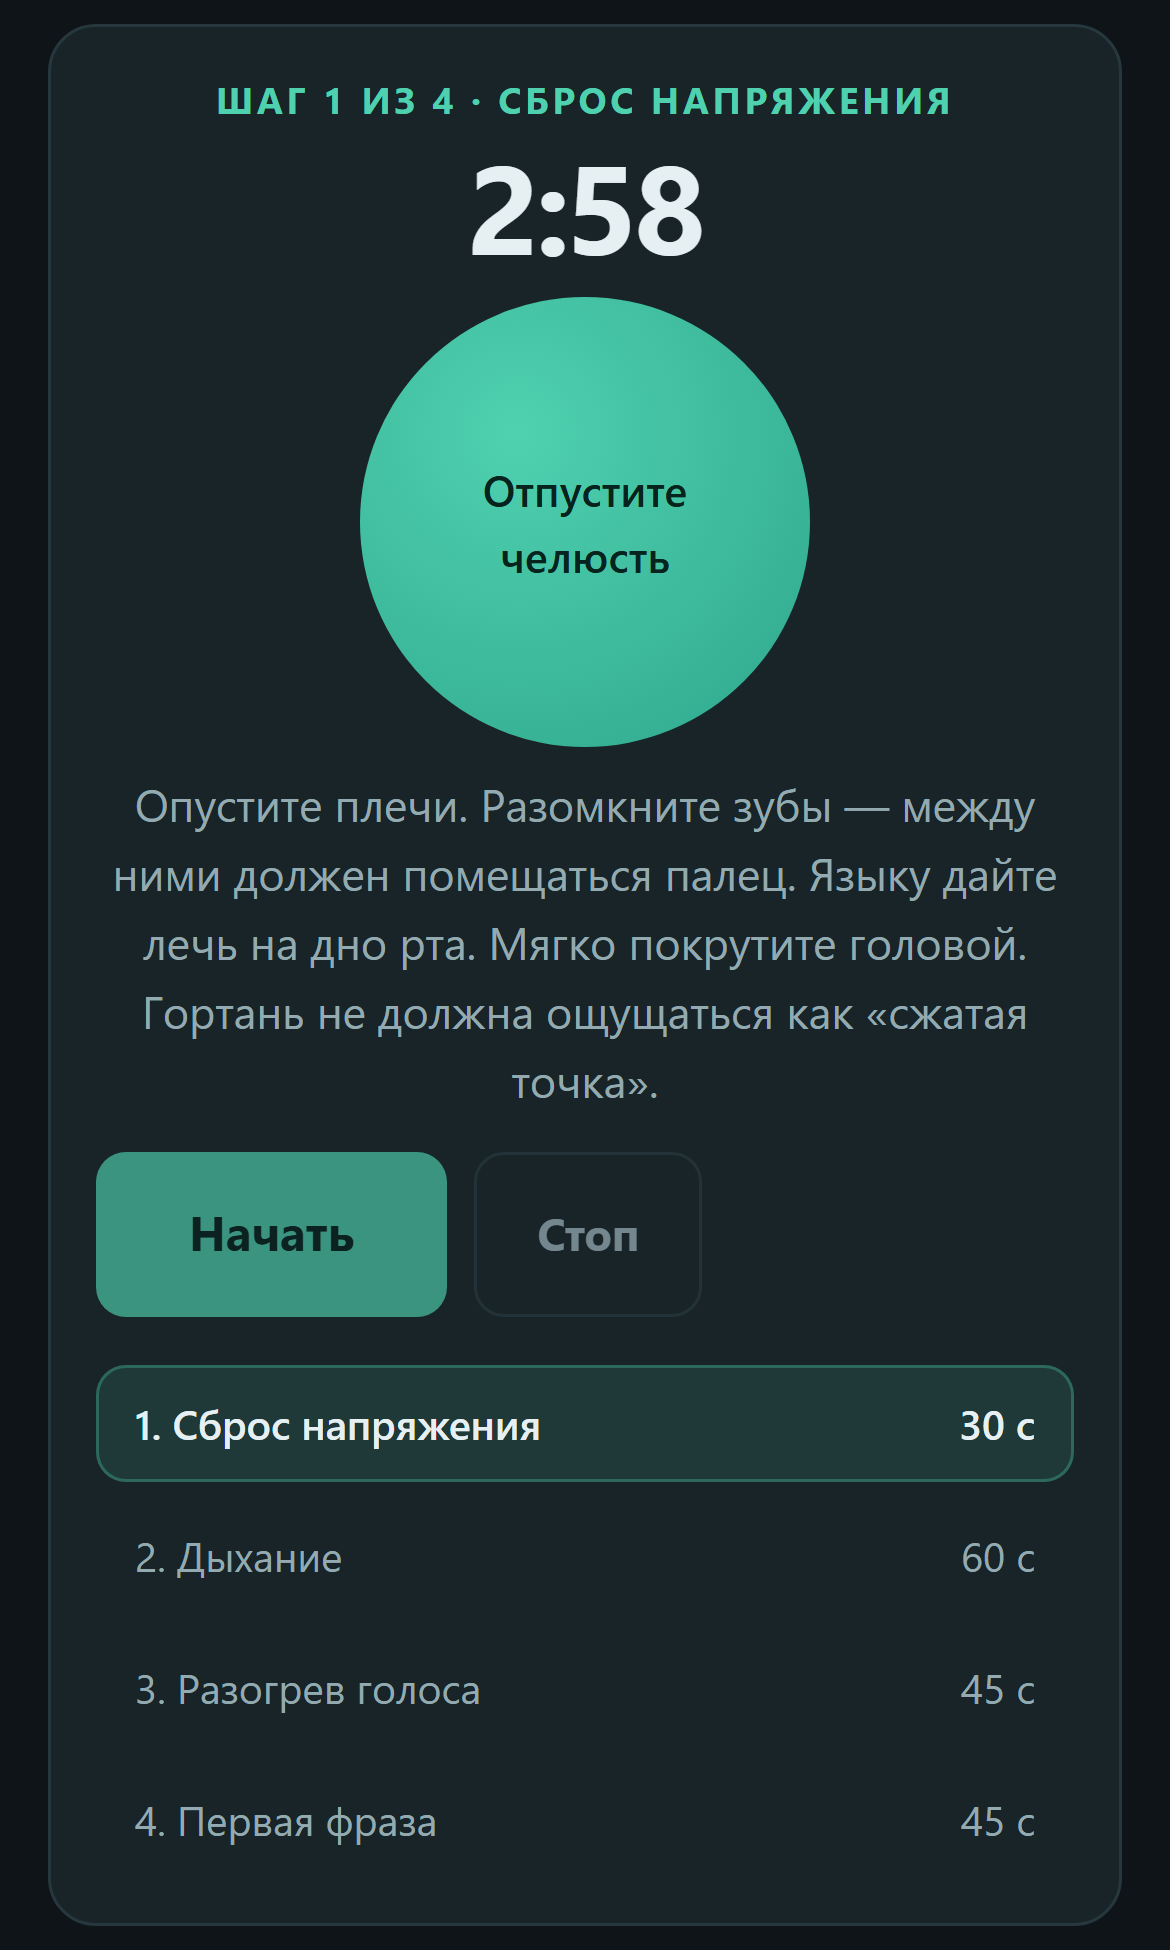 ШАГ 1 ИЗ 4 · СБРОС НАПРЯЖЕНИЯ
2:58
Отпустите
челюсть
Опустите плечи. Разомкните зубы — между
ними должен помещаться палец. Языку дайте
лечь на дно рта. Мягко покрутите головой.
Гортань не должна ощущаться как «сжатая
точка».
Начать Стоп
1. Сброс напряжения 30 с
2. Дыхание 60 с
3. Разогрев голоса 45 с
4. Первая фраза 45 с